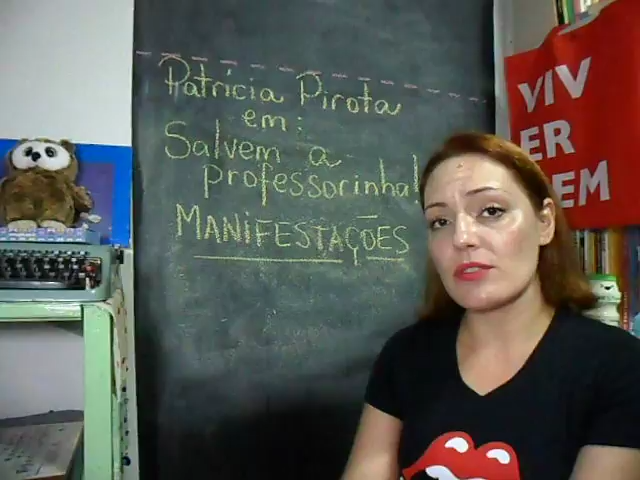 Patrícia Pirota
em:
Salvem a
professorinha!
MANiFESTAÇÕES
VIV
ER
EM